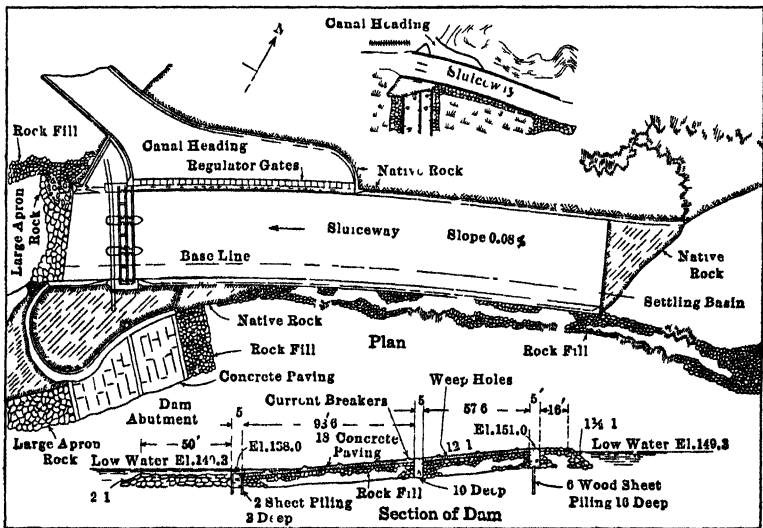 Canal Heading
Sluiceway
Rock Fill
Canal Heading
Regulator Gates
Native Rock
Large Apron
Rock
Sluiceway Slope 0.08%
Base Line
Native
Rock
Settling Basin
Native Rock
Plan
Rock Fill
Rock Fill
Concrete Paving
Dam
Abutment
Large Apron
Rock
Current Breakers
Weep Holes
5
93'6
5
57 6
5'
16'
50'
El.138.0
18 Concrete
Paving
12 1
El.151.0
1½ 1
Low Water El.149.3
Low Water El.140.3
2 1
2 Sheet Piling
Rock Fill
10 Deep
6 Wood Sheet
Piling 16 Deep
Section of Dam